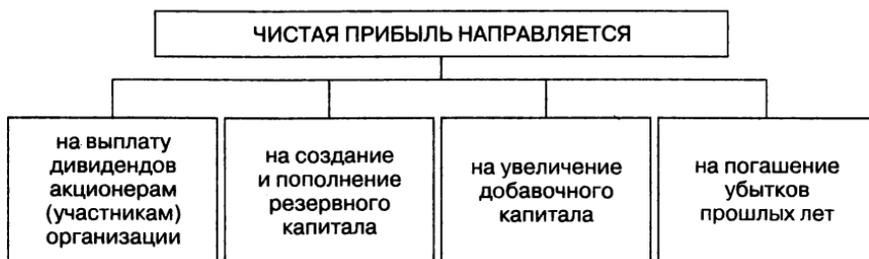 ЧИСТАЯ ПРИБЫЛЬ НАПРАВЛЯЕТСЯ
на выплату
дивидендов
акционерам
(участникам)
организации
на создание
и пополнение
резервного
капитала
на увеличение
добавочного
капитала
на погашение
убытков
прошлых лет